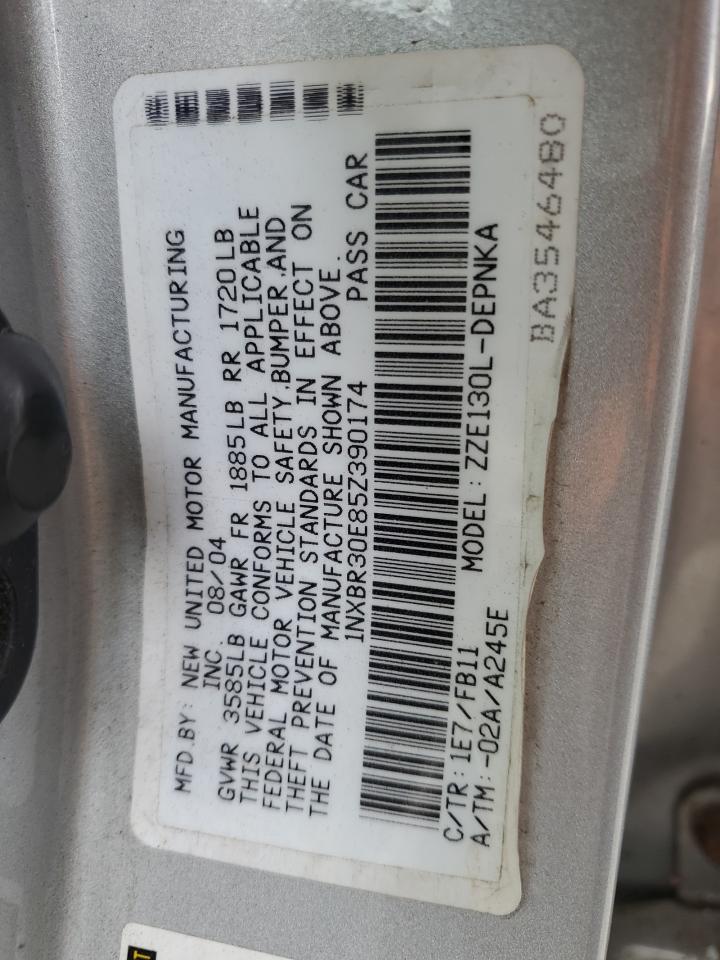 MFD.BY: NEW UNITED MOTOR MANUFACTURING
INC. 08/04
GVWR 3585LB GAWR FR 1885LB RR 1720LB
THIS VEHICLE CONFORMS TO ALL APPLICABLE
FEDERAL MOTOR VEHICLE SAFETY.BUMPER.AND
THEFT PREVENTION STANDARDS IN EFFECT ON
THE DATE OF MANUFACTURE SHOWN ABOVE.
1NXBR30E85Z390174 PASS CAR
C/TR: 1E7/FB11 MODEL: ZZE130L-DEPNKA
A/TM: -02A/A245E
BA3546480